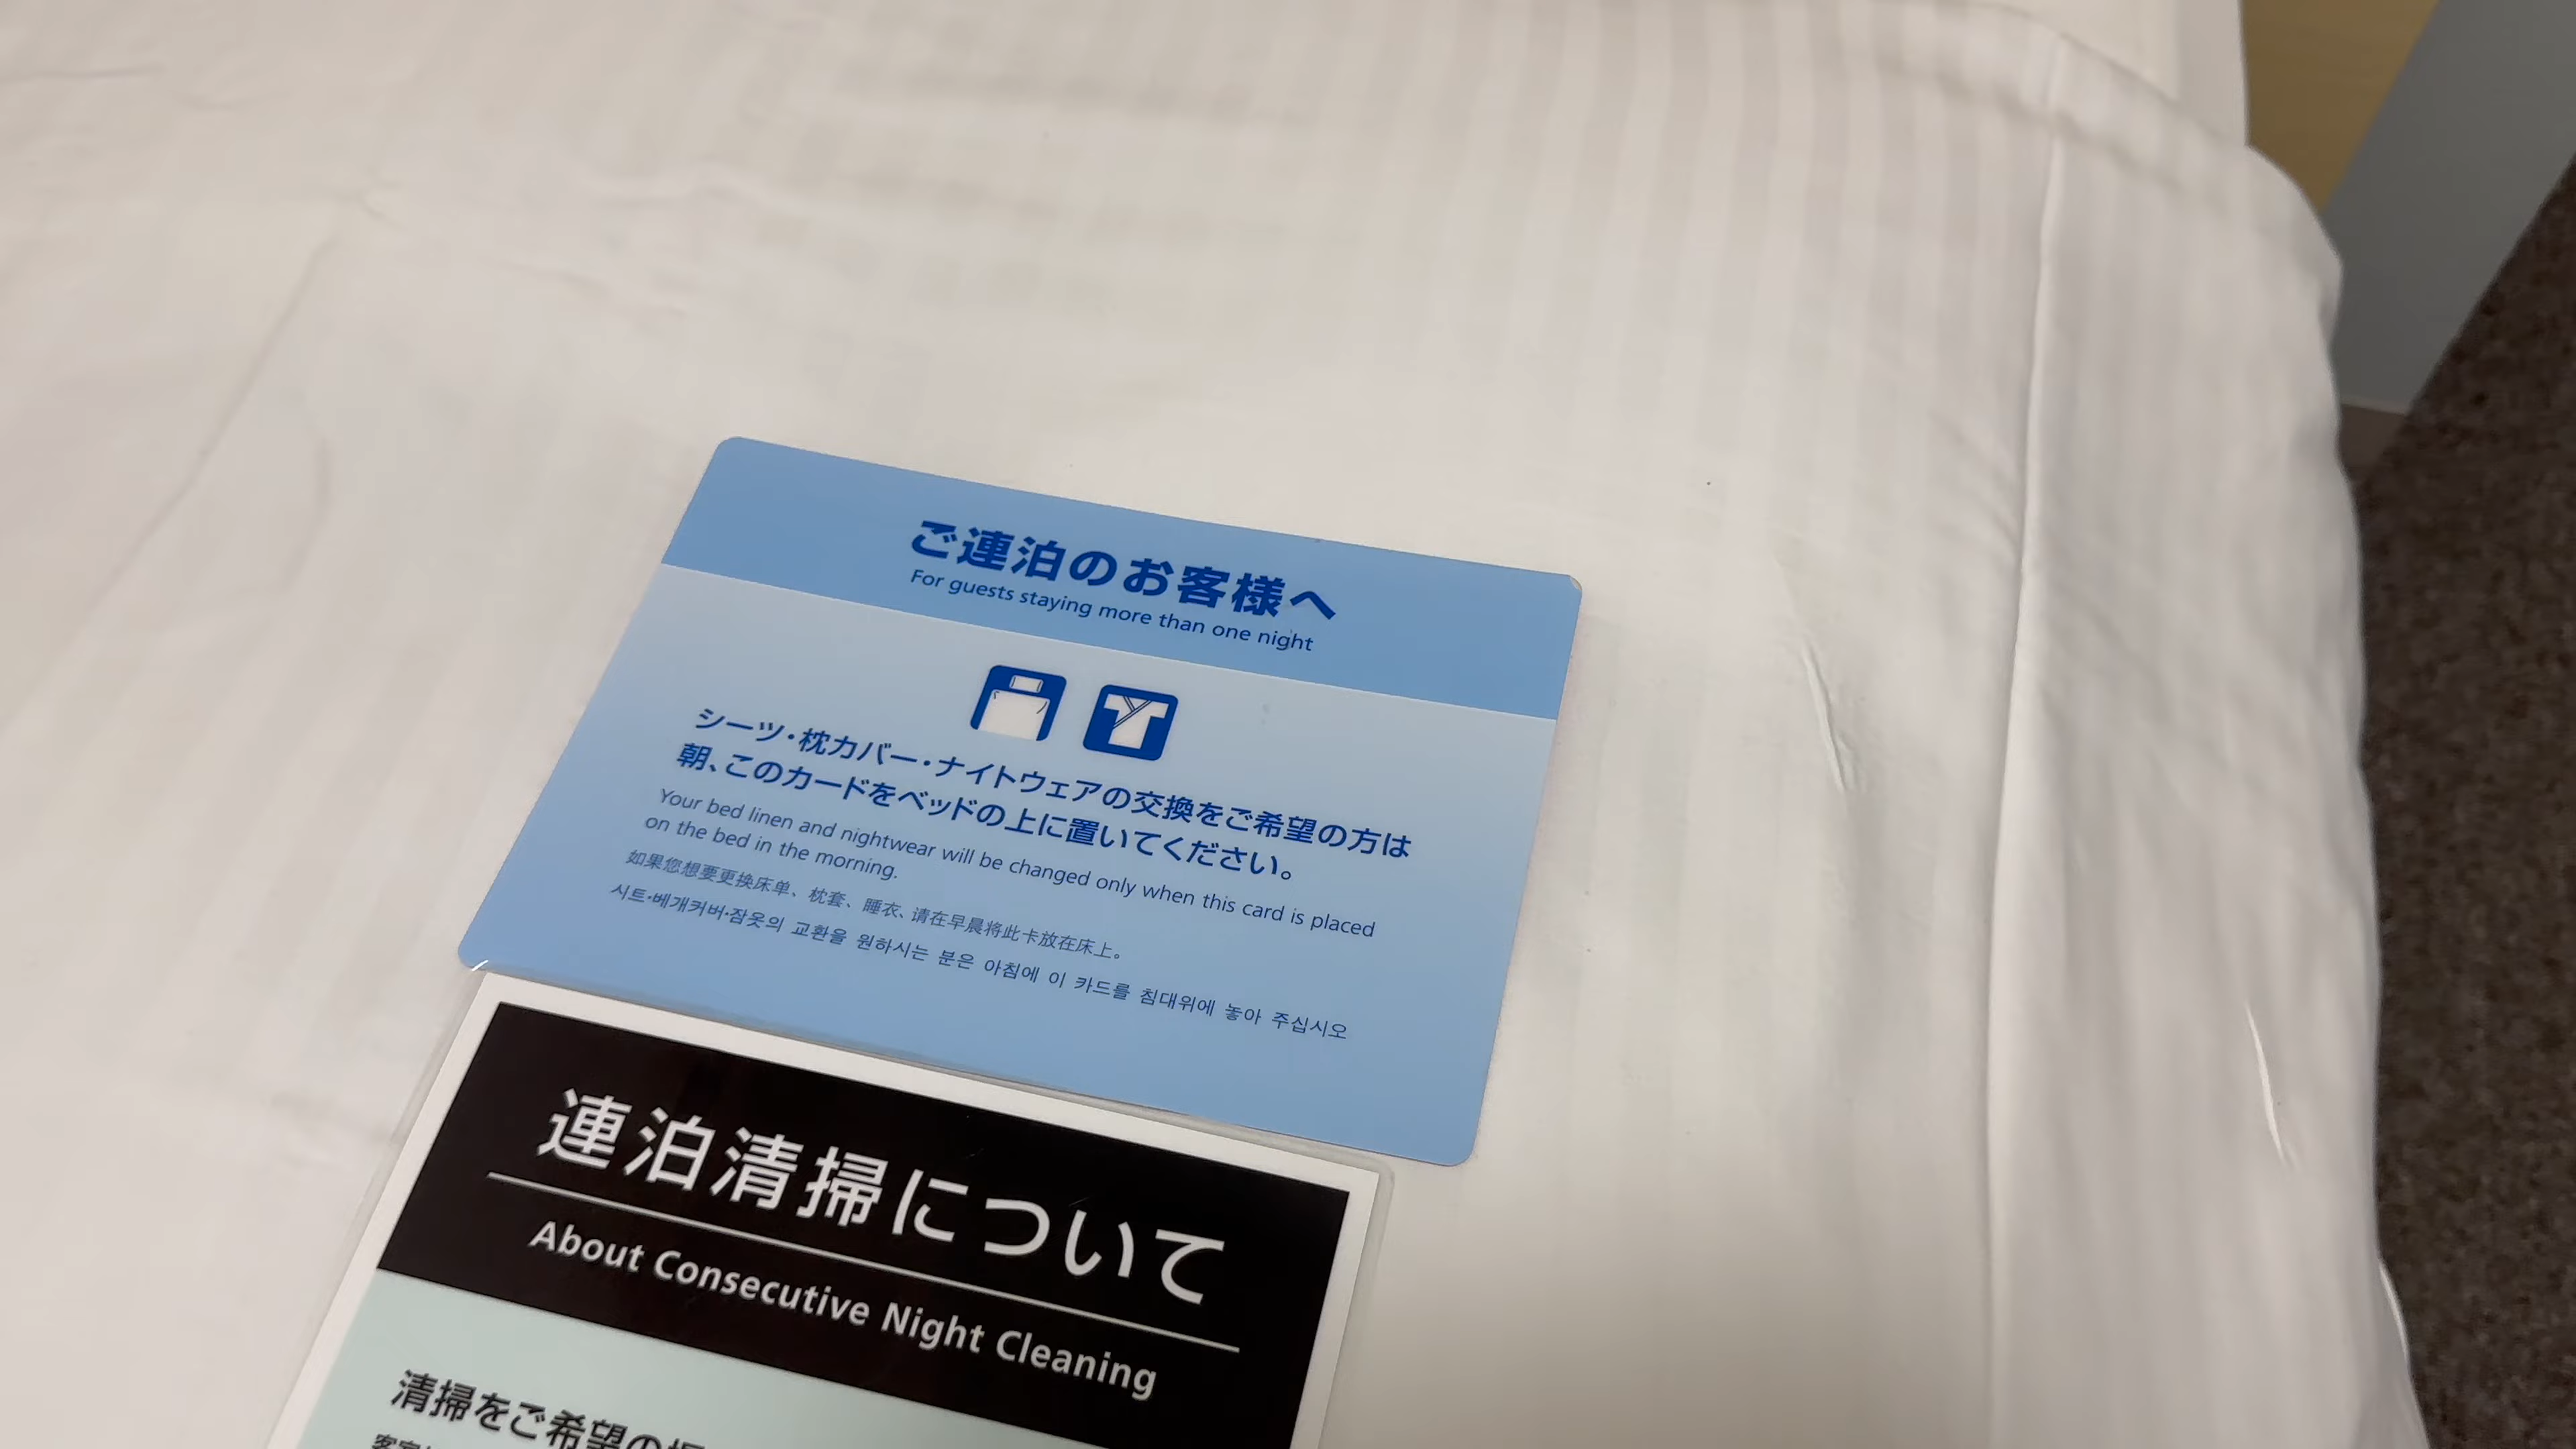 ご連泊のお客様へ
For guests staying more than one night
シーツ・枕カバー・ナイトウェアの交換をご希望の方は
朝、このカードをベッドの上に置いてください。
Your bed linen and nightwear will be changed only when this card is placed
on the bed in the morning.
如果您想要更换床单、枕套、睡衣、请在早晨将此卡放在床上。
시트·베개커버·잠옷의 교환을 원하시는 분은 아침에 이 카드를 침대위에 놓아 주십시오
連泊清掃について
About Consecutive Night Cleaning
清掃をご希望の